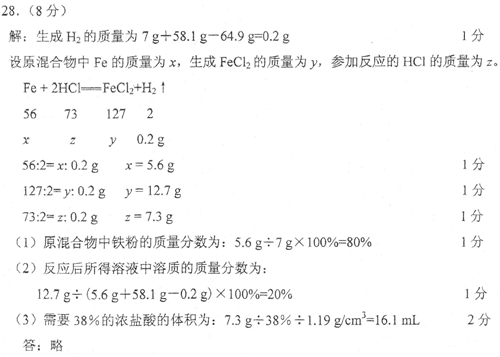 28.（8 分）
解：生成 H₂的质量为 7 g＋58.1 g－64.9 g=0.2 g 1 分
设原混合物中 Fe 的质量为 x，生成 FeCl₂的质量为 y，参加反应的 HCl 的质量为 z。
Fe + 2HCl══FeCl₂+H₂↑
56 73 127 2
x z y 0.2 g
56:2= x: 0.2 g x = 5.6 g 1 分
127:2= y: 0.2 g y = 12.7 g 1 分
73:2= z: 0.2 g z = 7.3 g 1 分
（1）原混合物中铁粉的质量分数为：5.6 g÷7 g×100%=80% 1 分
（2）反应后所得溶液中溶质的质量分数为：
12.7 g÷(5.6 g＋58.1 g－0.2 g)×100%=20% 1 分
（3）需要 38％的浓盐酸的体积为：7.3 g÷38%÷1.19 g/cm³=16.1 mL 2 分
答：略